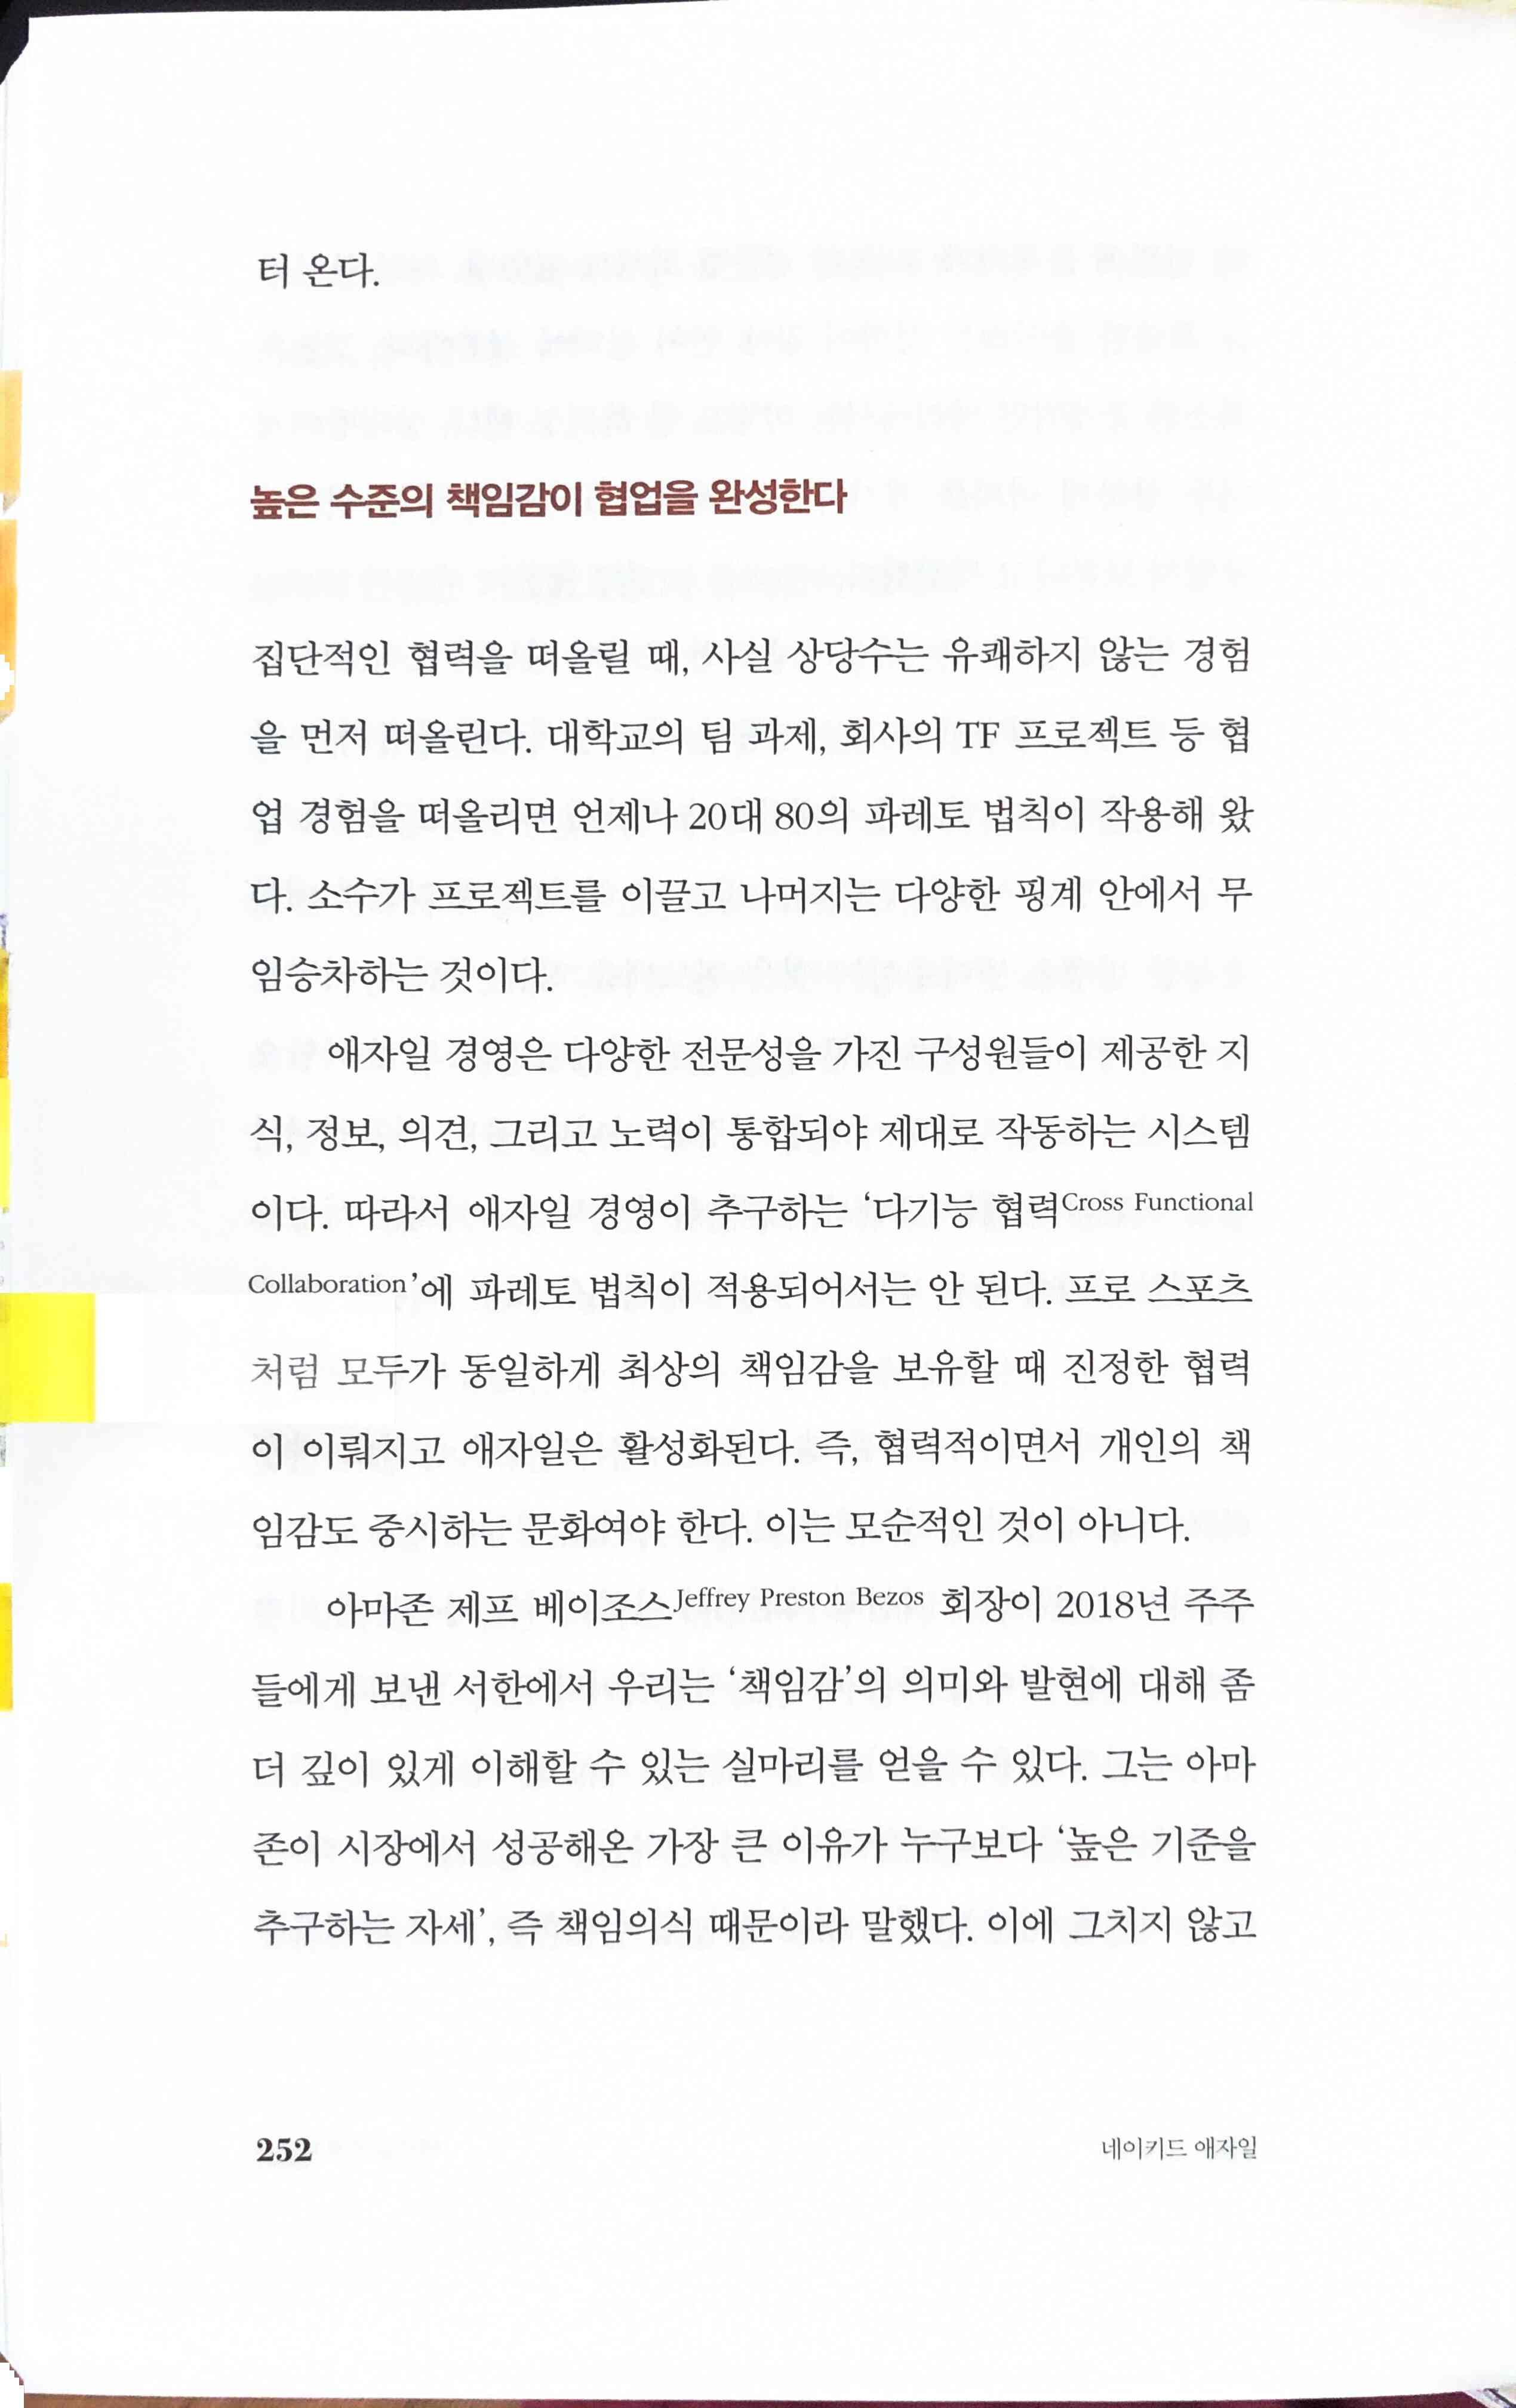 터 온다.
높은 수준의 책임감이 협업을 완성한다
집단적인 협력을 떠올릴 때, 사실 상당수는 유쾌하지 않는 경험
을 먼저 떠올린다. 대학교의 팀 과제, 회사의 TF 프로젝트 등 협
업 경험을 떠올리면 언제나 20대 80의 파레토 법칙이 작용해 왔
다. 소수가 프로젝트를 이끌고 나머지는 다양한 핑계 안에서 무
임승차하는 것이다.
애자일 경영은 다양한 전문성을 가진 구성원들이 제공한 지
식, 정보, 의견, 그리고 노력이 통합되야 제대로 작동하는 시스템
이다. 따라서 애자일 경영이 추구하는 ‘다기능 협력Cross Functional
Collaboration’에 파레토 법칙이 적용되어서는 안 된다. 프로 스포츠
처럼 모두가 동일하게 최상의 책임감을 보유할 때 진정한 협력
이 이뤄지고 애자일은 활성화된다. 즉, 협력적이면서 개인의 책
임감도 중시하는 문화여야 한다. 이는 모순적인 것이 아니다.
아마존 제프 베이조스Jeffrey Preston Bezos 회장이 2018년 주주
들에게 보낸 서한에서 우리는 ‘책임감’의 의미와 발현에 대해 좀
더 깊이 있게 이해할 수 있는 실마리를 얻을 수 있다. 그는 아마
존이 시장에서 성공해온 가장 큰 이유가 누구보다 ‘높은 기준을
추구하는 자세’, 즉 책임의식 때문이라 말했다. 이에 그치지 않고
252
네이키드 애자일